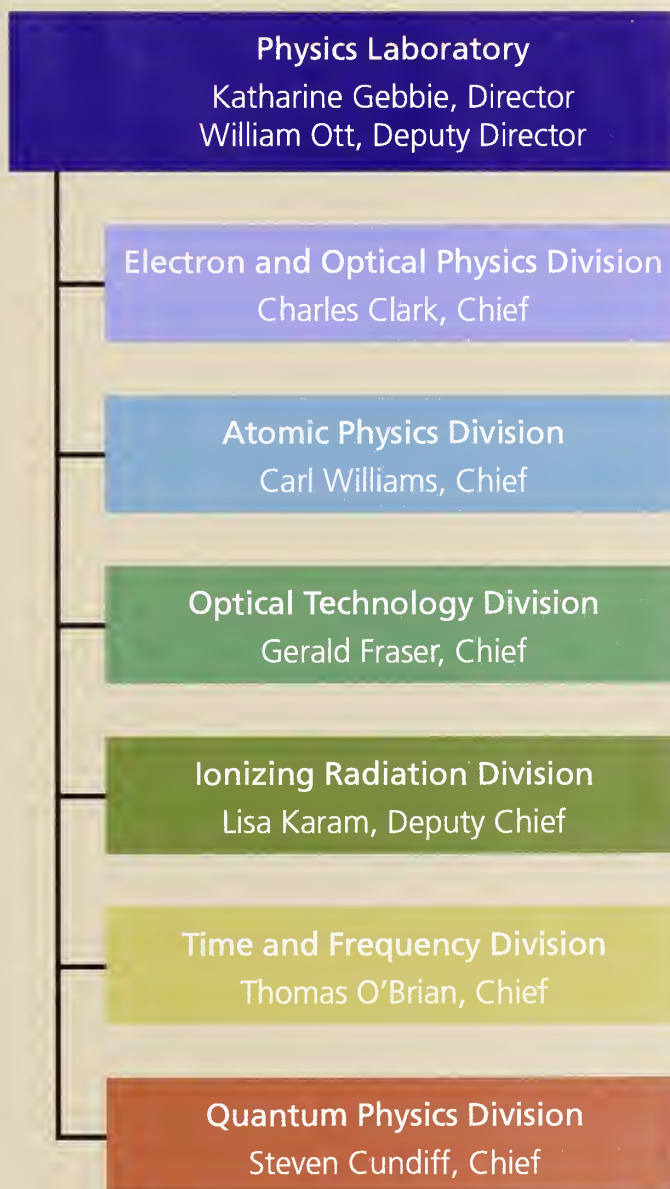 Physics Laboratory
Katharine Gebbie, Director
William Ott, Deputy Director
Electron and Optical Physics Division
Charles Clark, Chief
Atomic Physics Division
Carl Williams, Chief
Optical Technology Division
Gerald Fraser, Chief
Ionizing Radiation Division
Lisa Karam, Deputy Chief
Time and Frequency Division
Thomas O’Brian, Chief
Quantum Physics Division
Steven Cundiff, Chief